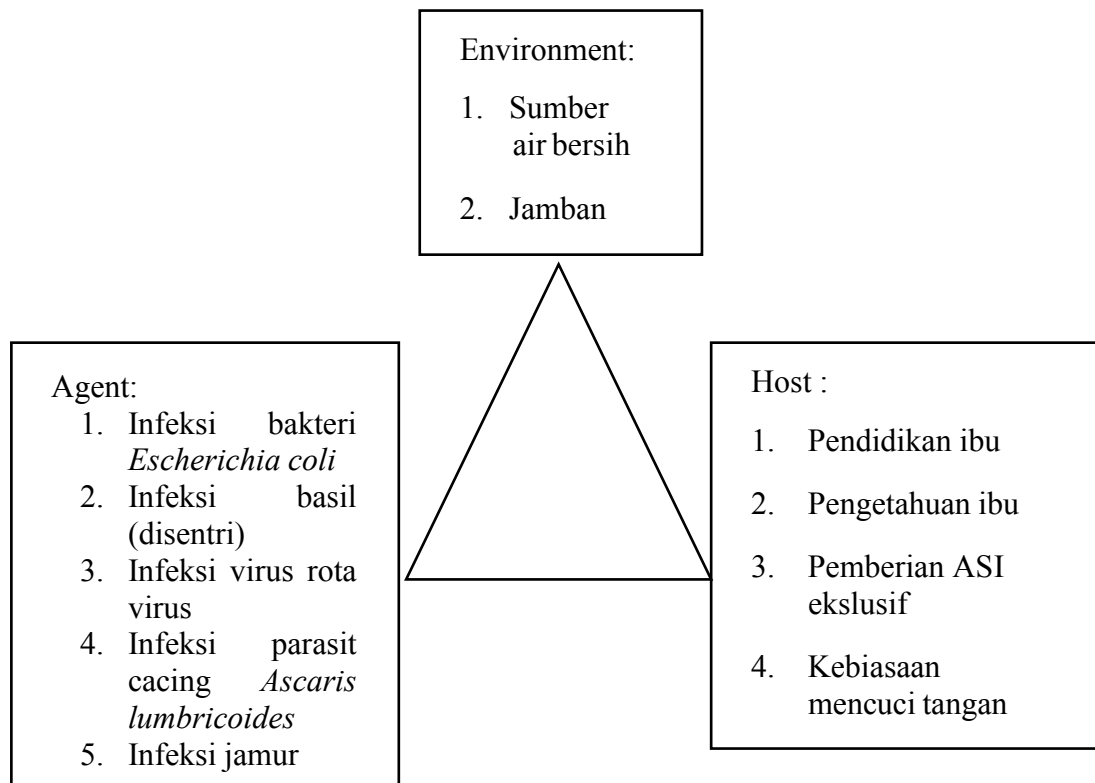 Environment:
1. Sumber
air bersih
2. Jamban
Agent:
1. Infeksi bakteri
Escherichia coli
2. Infeksi basil
(disentri)
3. Infeksi virus rota
virus
4. Infeksi parasit
cacing Ascaris
lumbricoides
5. Infeksi jamur
Host :
1. Pendidikan ibu
2. Pengetahuan ibu
3. Pemberian ASI
ekslusif
4. Kebiasaan
mencuci tangan